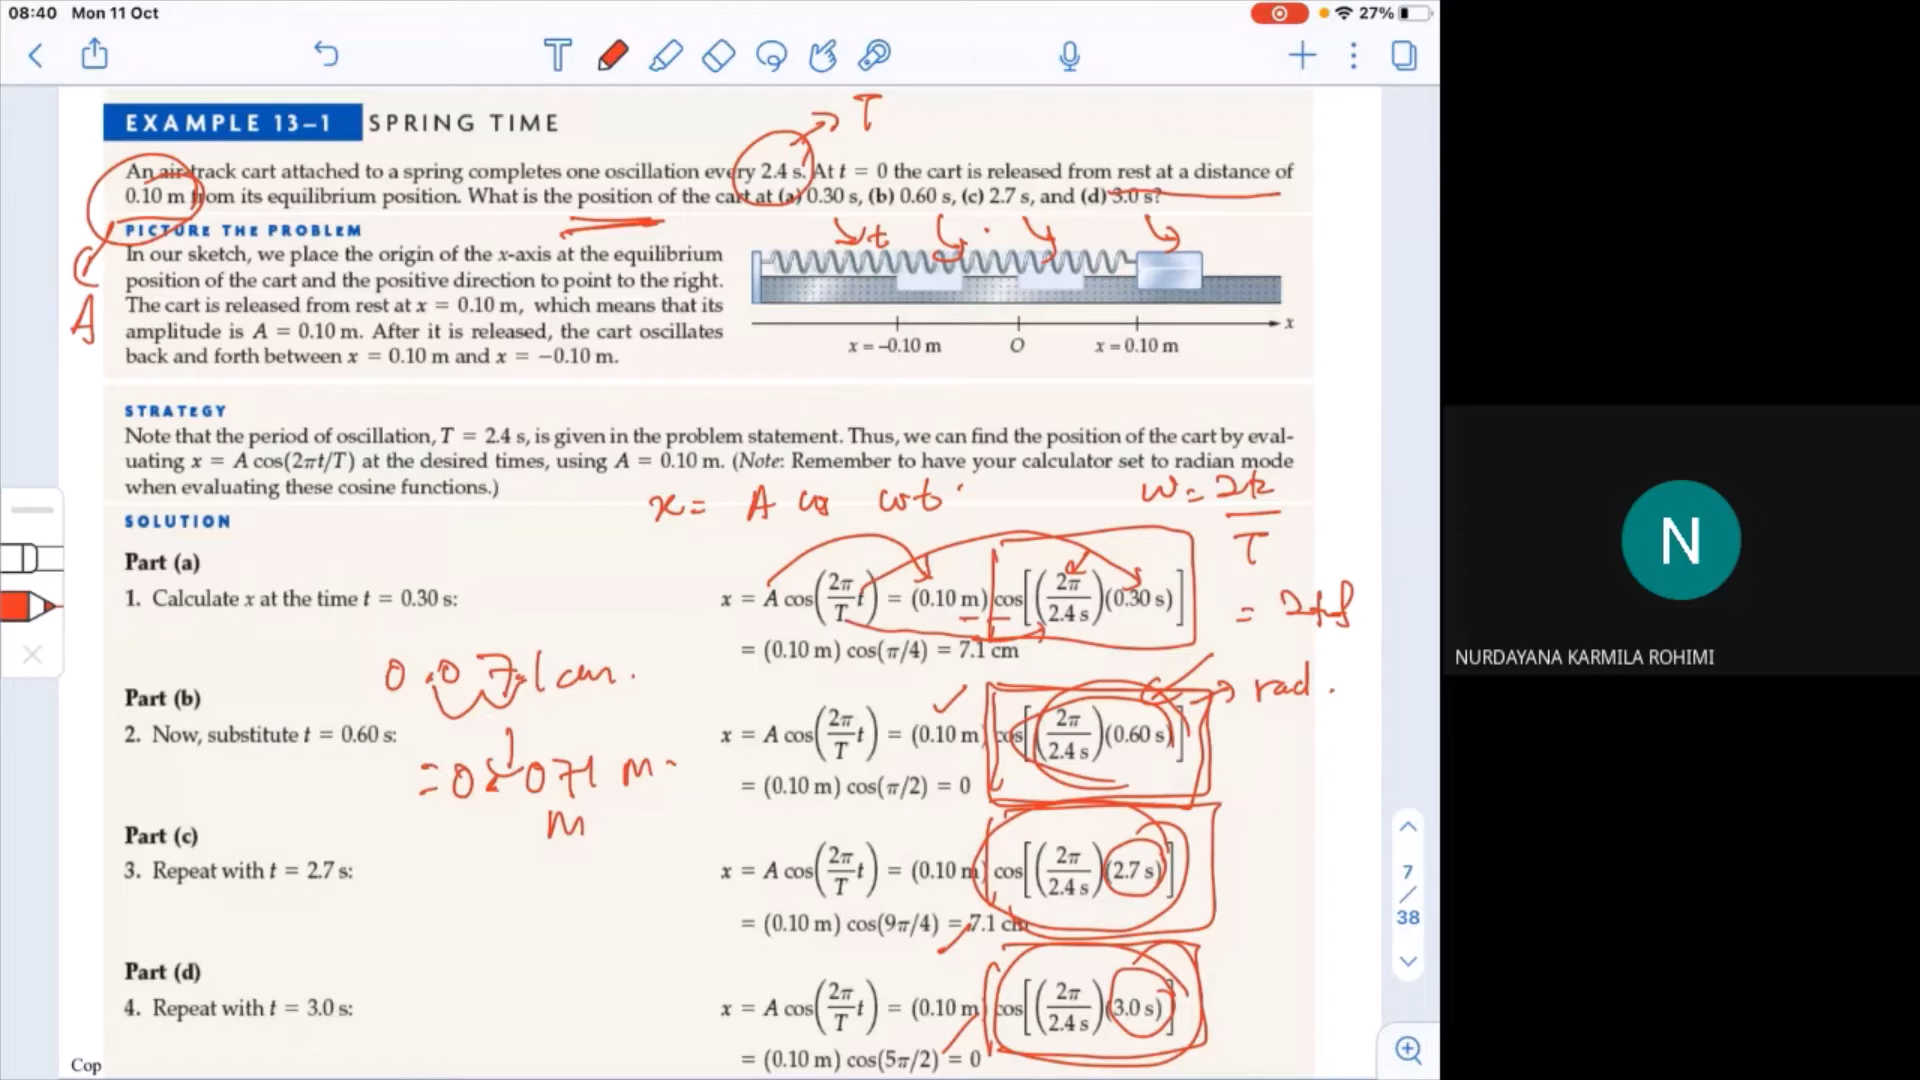 08:40 Mon 11 Oct
27%
EXAMPLE 13–1 SPRING TIME
T
An air-track cart attached to a spring completes one oscillation every 2.4 s. At t = 0 the cart is released from rest at a distance of
0.10 m from its equilibrium position. What is the position of the cart at (a) 0.30 s, (b) 0.60 s, (c) 2.7 s, and (d) 3.0 s?
A
PICTURE THE PROBLEM
In our sketch, we place the origin of the x-axis at the equilibrium
position of the cart and the positive direction to point to the right.
The cart is released from rest at x = 0.10 m, which means that its
amplitude is A = 0.10 m. After it is released, the cart oscillates
back and forth between x = 0.10 m and x = −0.10 m.
t
x
x = −0.10 m O x = 0.10 m
STRATEGY
Note that the period of oscillation, T = 2.4 s, is given in the problem statement. Thus, we can find the position of the cart by eval-
uating x = A cos(2πt/T) at the desired times, using A = 0.10 m. (Note: Remember to have your calculator set to radian mode
when evaluating these cosine functions.)
x = A cos ωt
ω = 2π/T
SOLUTION
Part (a)
1. Calculate x at the time t = 0.30 s:
x = A cos(2π/T t) = (0.10 m) cos[(2π/2.4 s)(0.30 s)]
= 2πf
= (0.10 m) cos(π/4) = 7.1 cm
0.07.1 cm.
Part (b)
2. Now, substitute t = 0.60 s:
x = A cos(2π/T t) = (0.10 m) cos[(2π/2.4 s)(0.60 s)]
rad.
= (0.10 m) cos(π/2) = 0
071 m
m
Part (c)
3. Repeat with t = 2.7 s:
x = A cos(2π/T t) = (0.10 m) cos[(2π/2.4 s)(2.7 s)]
= (0.10 m) cos(9π/4) = 7.1 cm
Part (d)
4. Repeat with t = 3.0 s:
x = A cos(2π/T t) = (0.10 m) cos[(2π/2.4 s)(3.0 s)]
= (0.10 m) cos(5π/2) = 0
Cop
7
/
38
N
NURDAYANA KARMILA ROHIMI